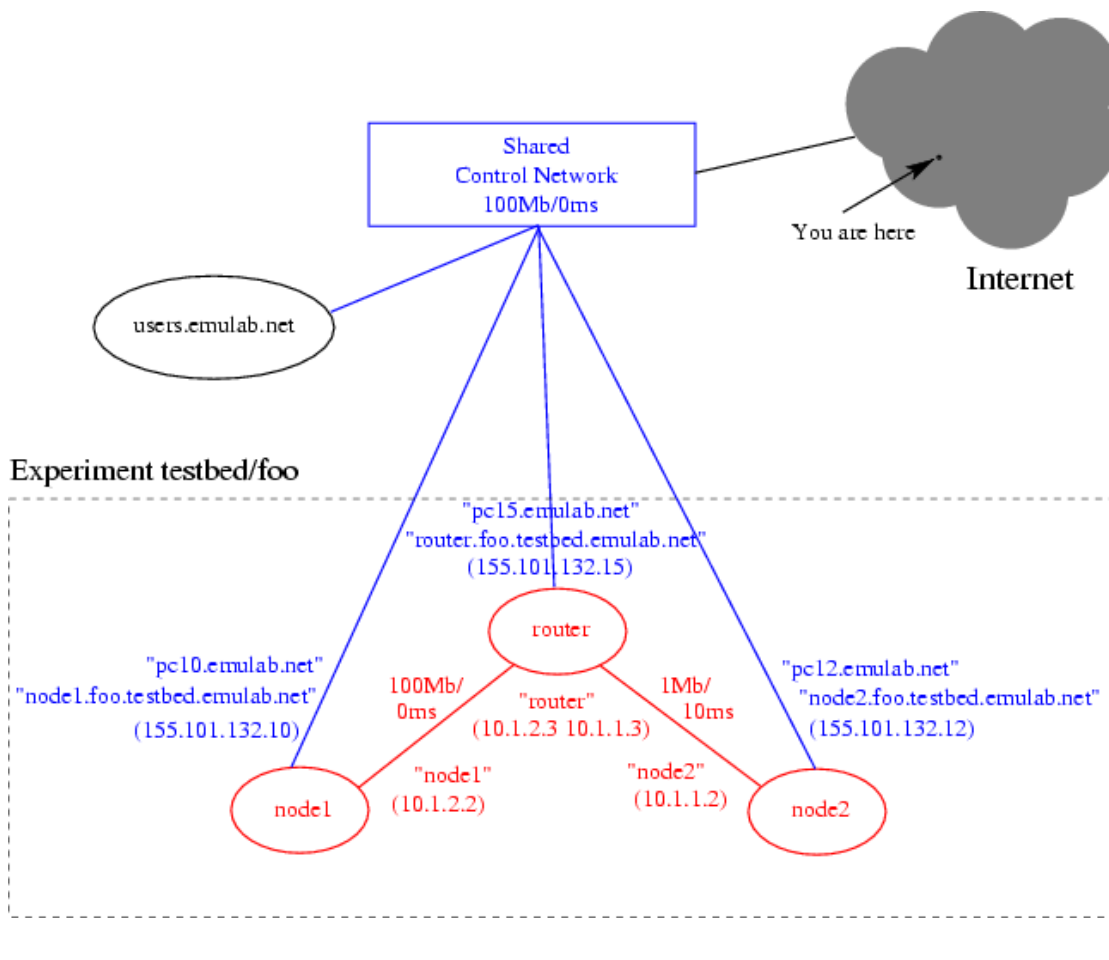 Shared
Control Network
100Mb/0ms
You are here
Internet
users.emulab.net
Experiment testbed/foo
"pc15.emulab.net"
"router.foo.testbed.emulab.net"
(155.101.132.15)
router
"pc10.emulab.net"
"node1.foo.testbed.emulab.net"
(155.101.132.10)
100Mb/
0ms
"router"
(10.1.2.3 10.1.1.3)
1Mb/
10ms
"pc12.emulab.net"
"node2.foo.testbed.emulab.net"
(155.101.132.12)
"node1"
(10.1.2.2)
"node2"
(10.1.1.2)
node1
node2